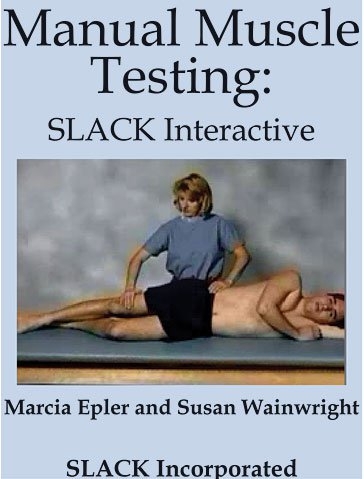 Manual Muscle
Testing:
SLACK Interactive
Marcia Epler and Susan Wainwright
SLACK Incorporated